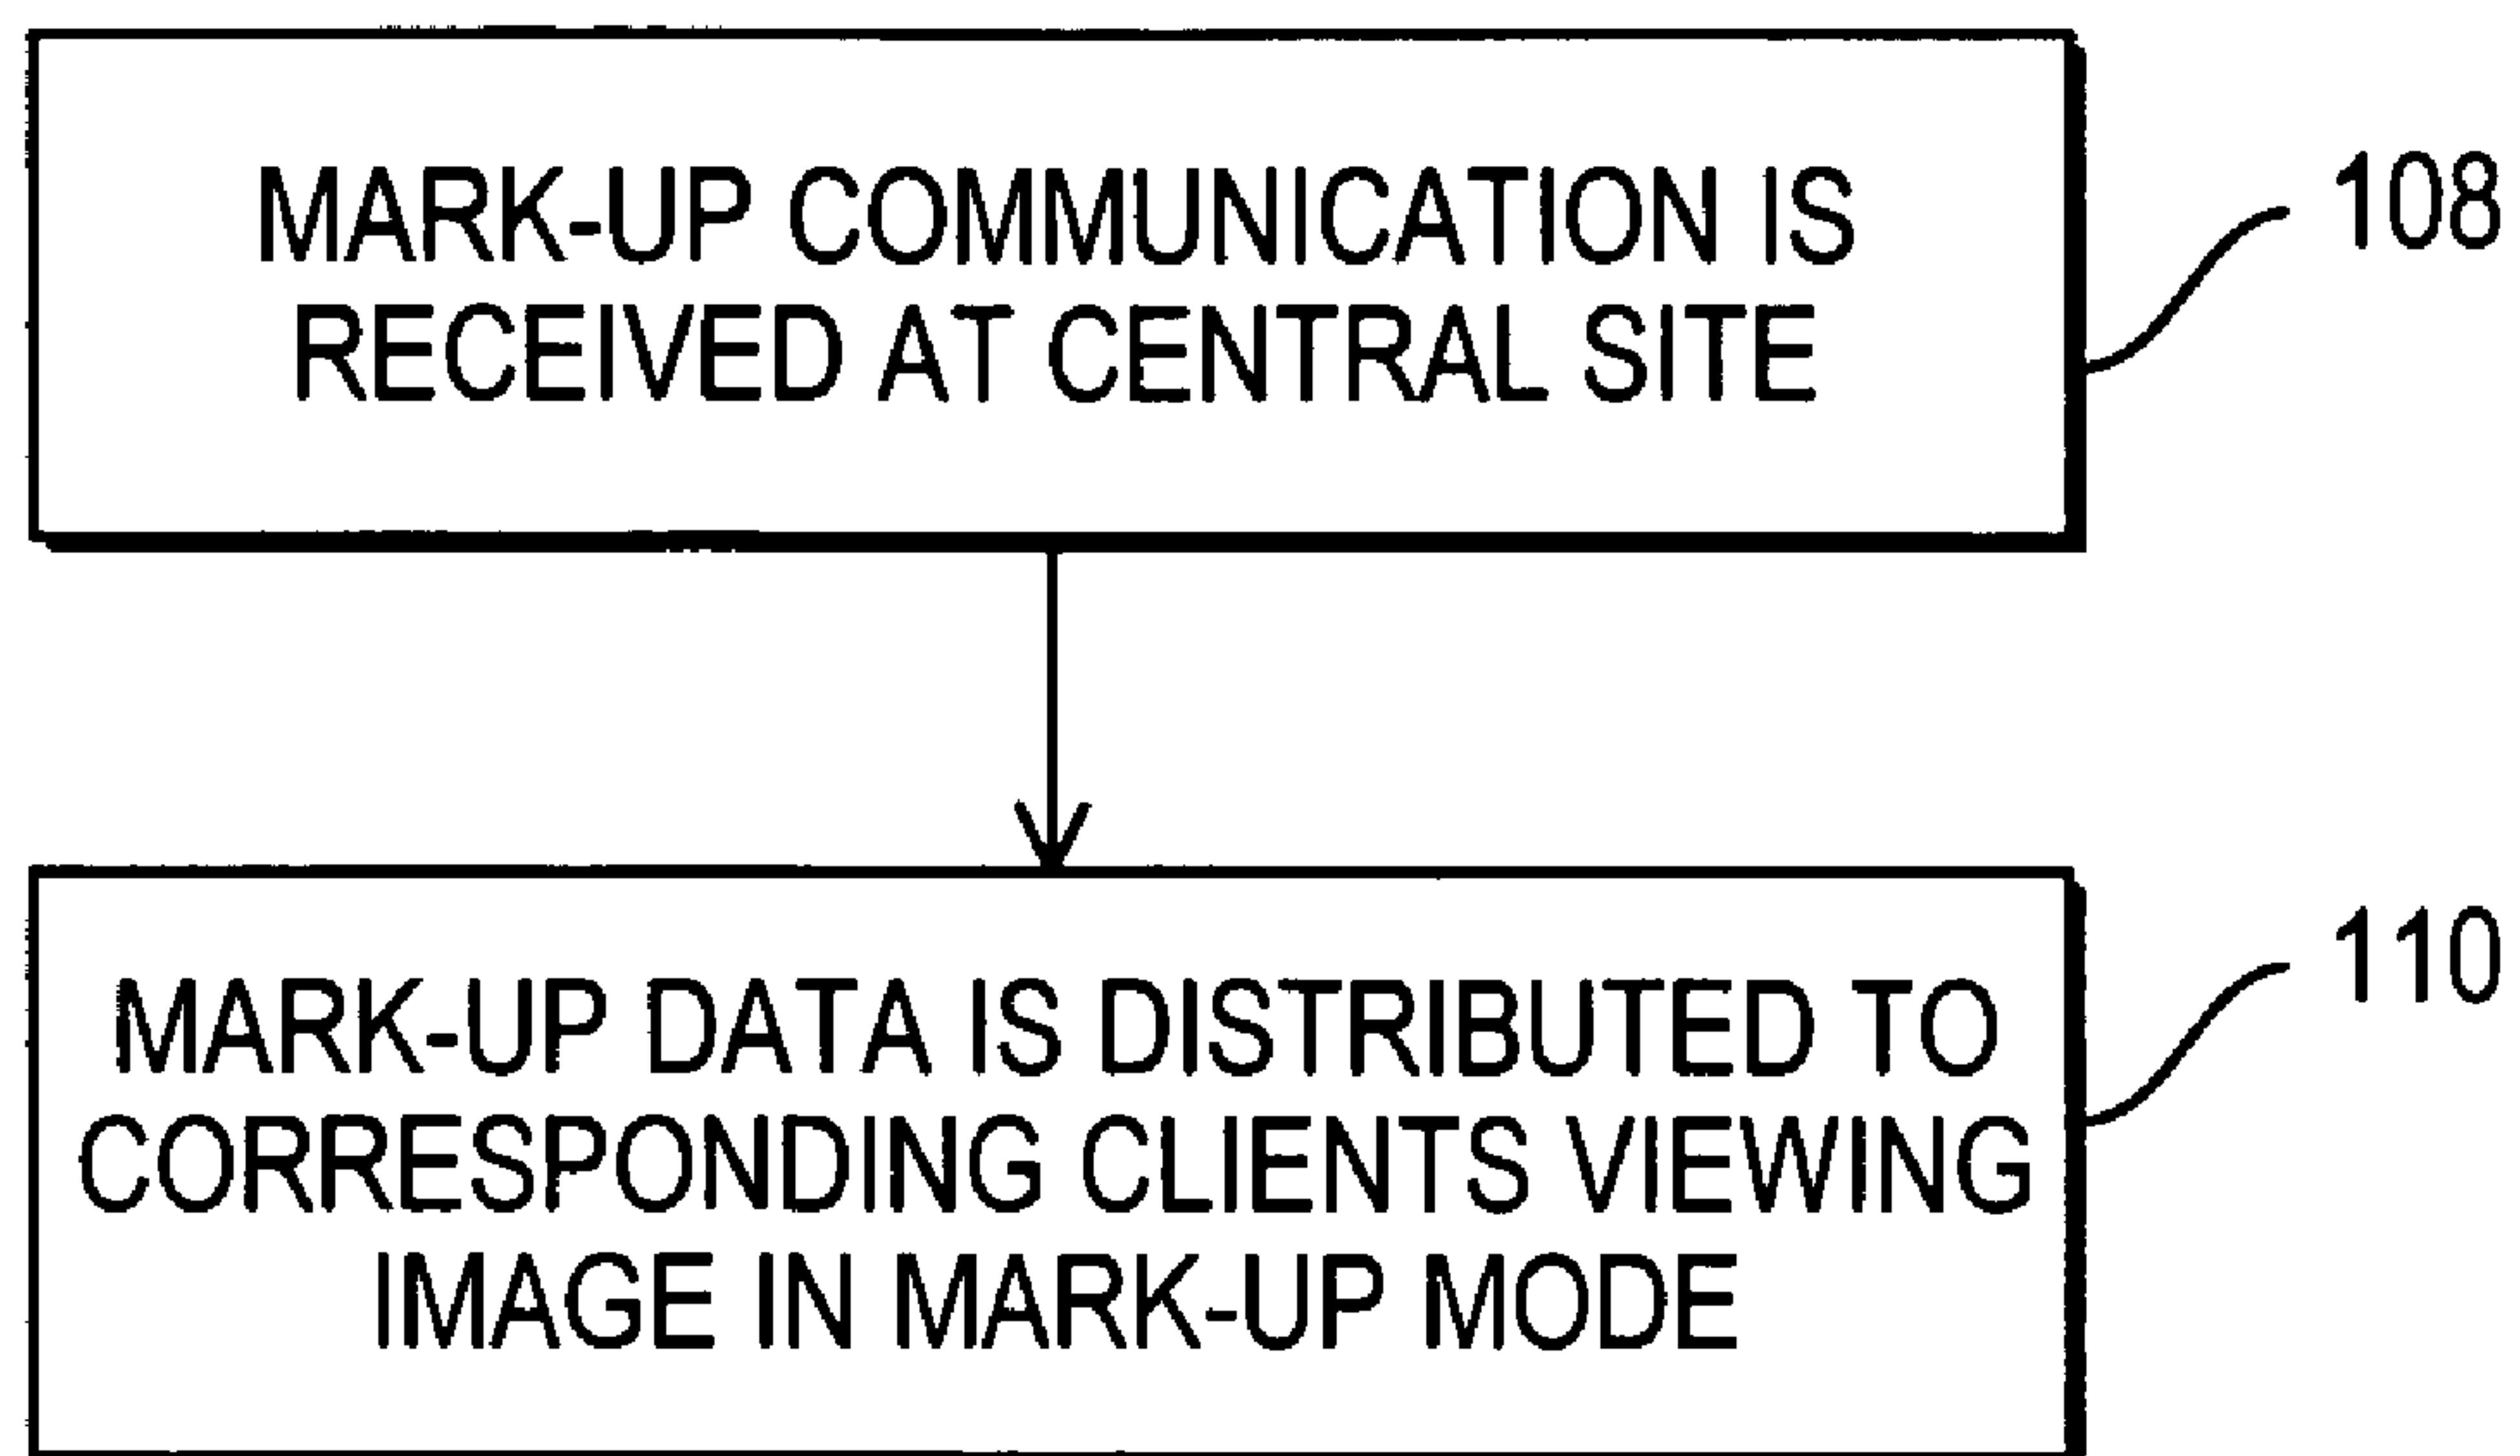 MARK-UP COMMUNICATION IS
RECEIVED AT CENTRAL SITE
108
MARK-UP DATA IS DISTRIBUTED TO
CORRESPONDING CLIENTS VIEWING
IMAGE IN MARK-UP MODE
110